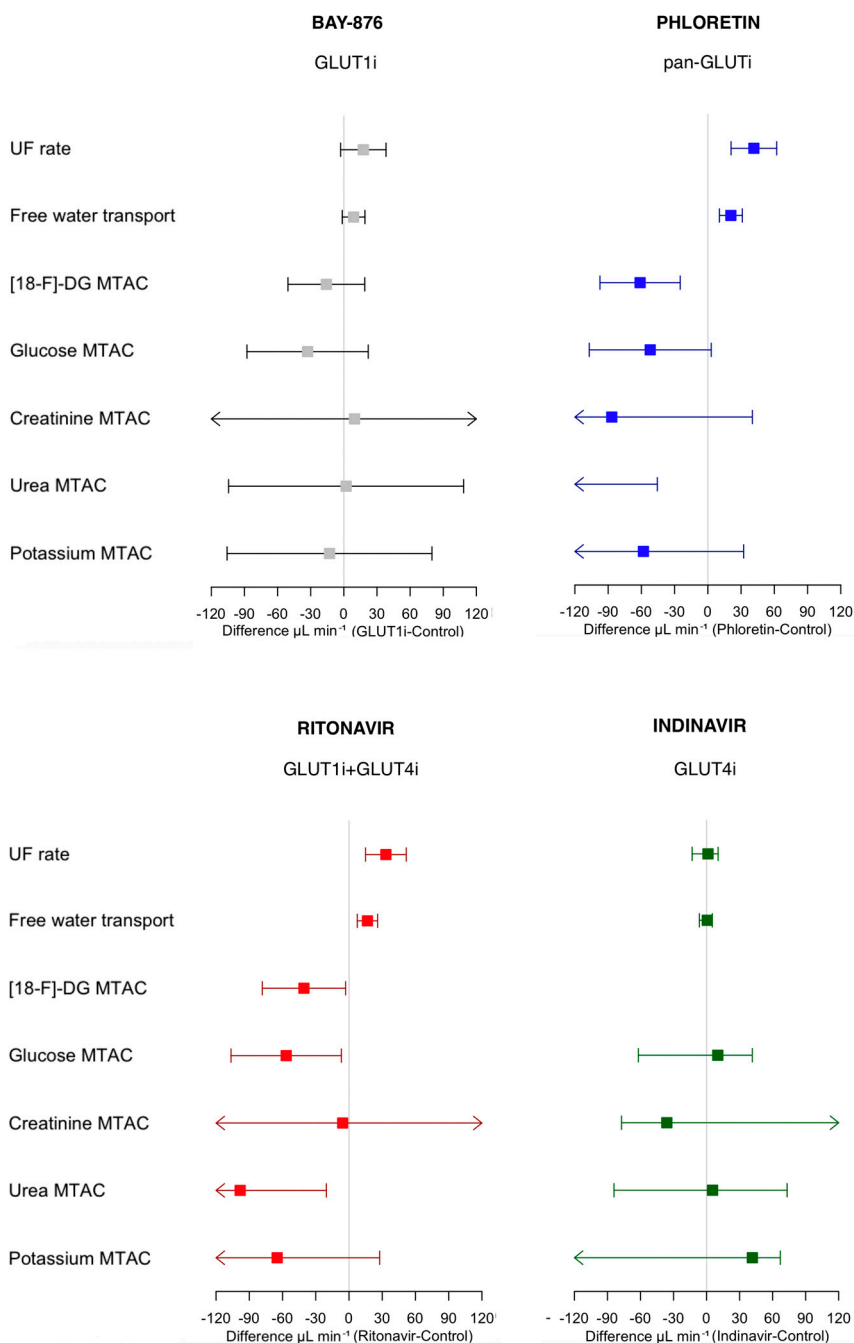 BAY-876 PHLORETIN
GLUT1i pan-GLUTi
UF rate
Free water transport
[18-F]-DG MTAC
Glucose MTAC
Creatinine MTAC
Urea MTAC
Potassium MTAC
-120 -90 -60 -30 0 30 60 90 120 -120 -90 -60 -30 0 30 60 90 120
Difference µL min⁻¹ (GLUT1i-Control) Difference µL min⁻¹ (Phloretin-Control)
RITONAVIR INDINAVIR
GLUT1i+GLUT4i GLUT4i
UF rate
Free water transport
[18-F]-DG MTAC
Glucose MTAC
Creatinine MTAC
Urea MTAC
Potassium MTAC
-120 -90 -60 -30 0 30 60 90 120 - -120 -90 -60 -30 0 30 60 90 120
Difference µL min⁻¹ (Ritonavir-Control) Difference µL min⁻¹ (Indinavir-Control)